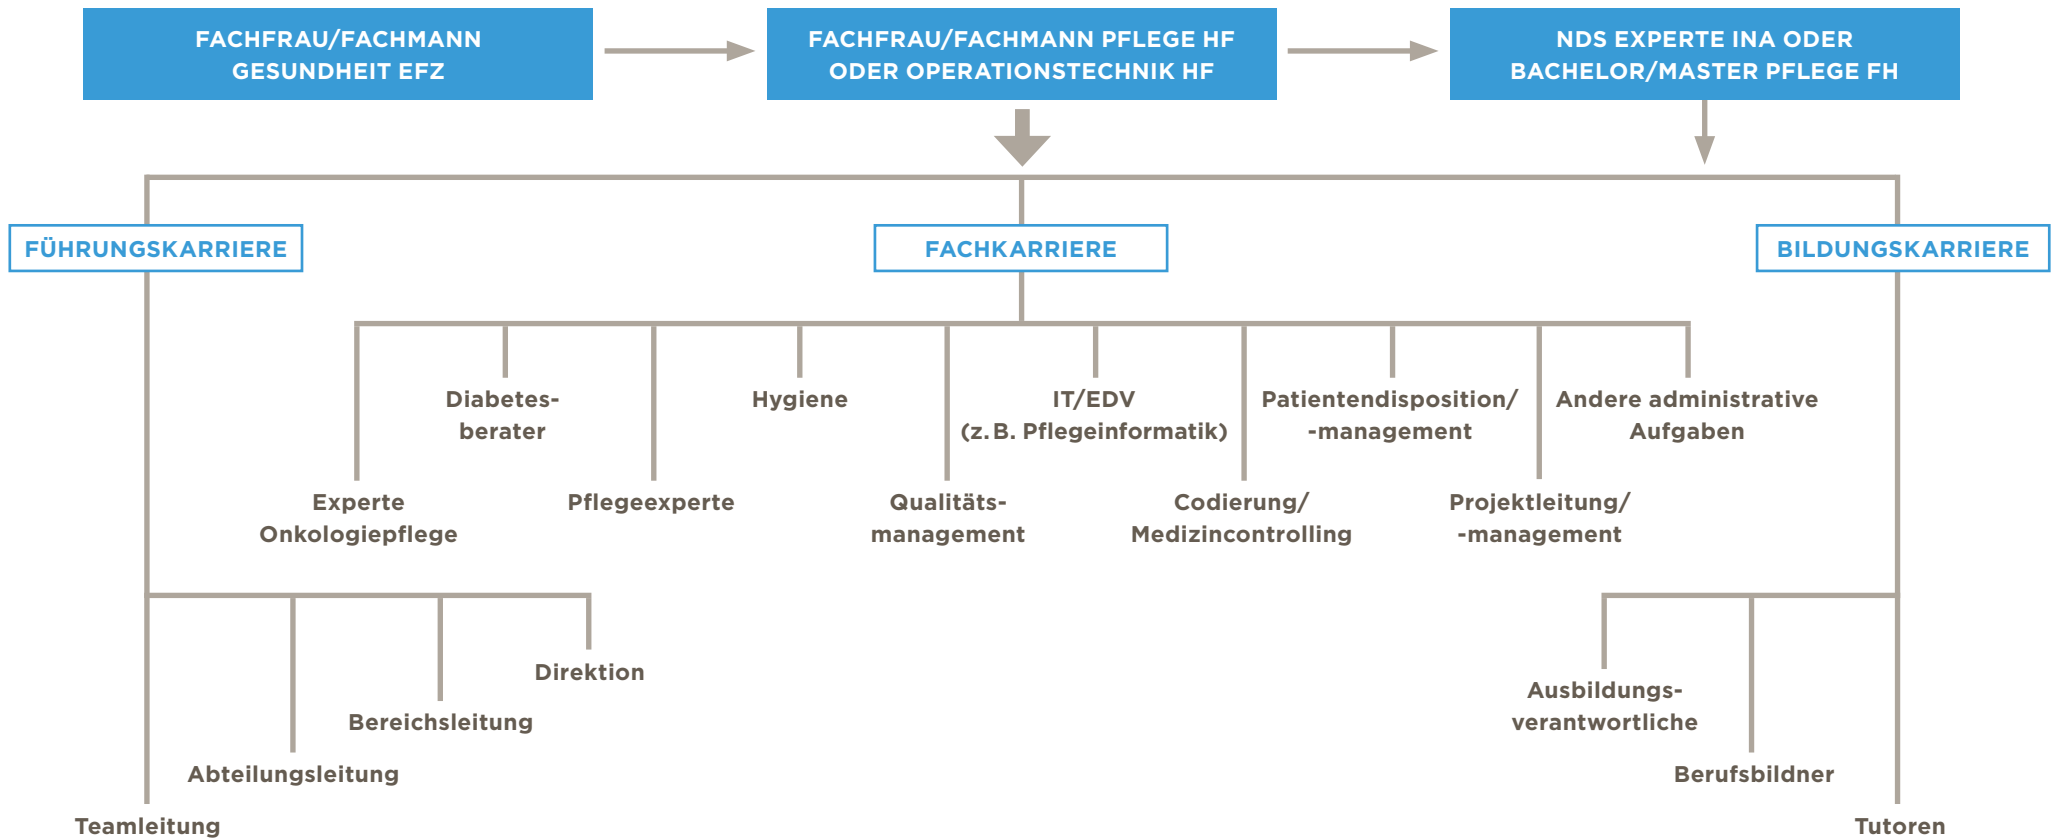 FACHFRAU/FACHMANN
GESUNDHEIT EFZ
FACHFRAU/FACHMANN PFLEGE HF
ODER OPERATIONSTECHNIK HF
NDS EXPERTE INA ODER
BACHELOR/MASTER PFLEGE FH
FÜHRUNGSKARRIERE
FACHKARRIERE
BILDUNGSKARRIERE
Diabetes-
berater
Hygiene
IT/EDV
(z. B. Pflegeinformatik)
Patientendisposition/
-management
Andere administrative
Aufgaben
Experte
Onkologiepflege
Pflegeexperte
Qualitäts-
management
Codierung/
Medizincontrolling
Projektleitung/
-management
Direktion
Bereichsleitung
Abteilungsleitung
Teamleitung
Ausbildungs-
verantwortliche
Berufsbildner
Tutoren